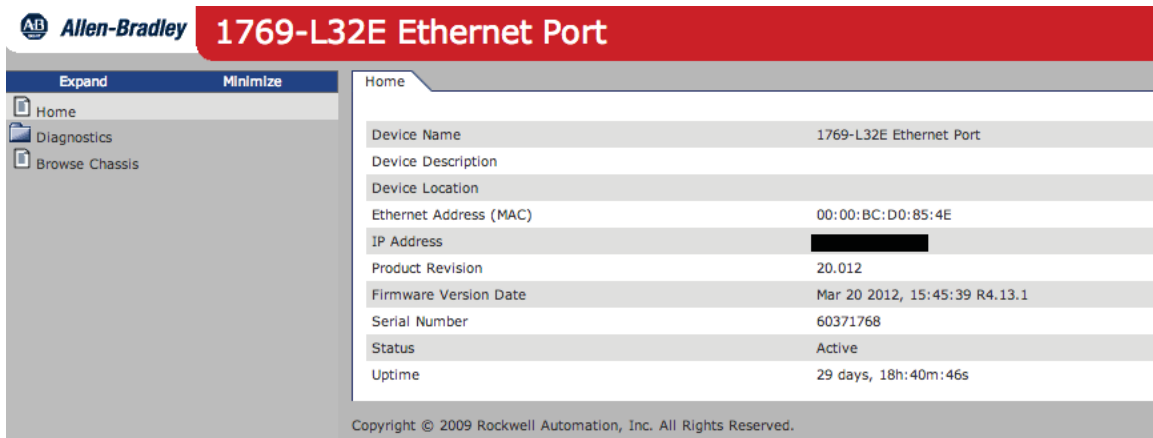 AB Allen-Bradley 1769-L32E Ethernet Port
Expand Minimize
Home
Diagnostics
Browse Chassis
Home
Device Name 1769-L32E Ethernet Port
Device Description
Device Location
Ethernet Address (MAC) 00:00:BC:D0:85:4E
IP Address
Product Revision 20.012
Firmware Version Date Mar 20 2012, 15:45:39 R4.13.1
Serial Number 60371768
Status Active
Uptime 29 days, 18h:40m:46s
Copyright © 2009 Rockwell Automation, Inc. All Rights Reserved.